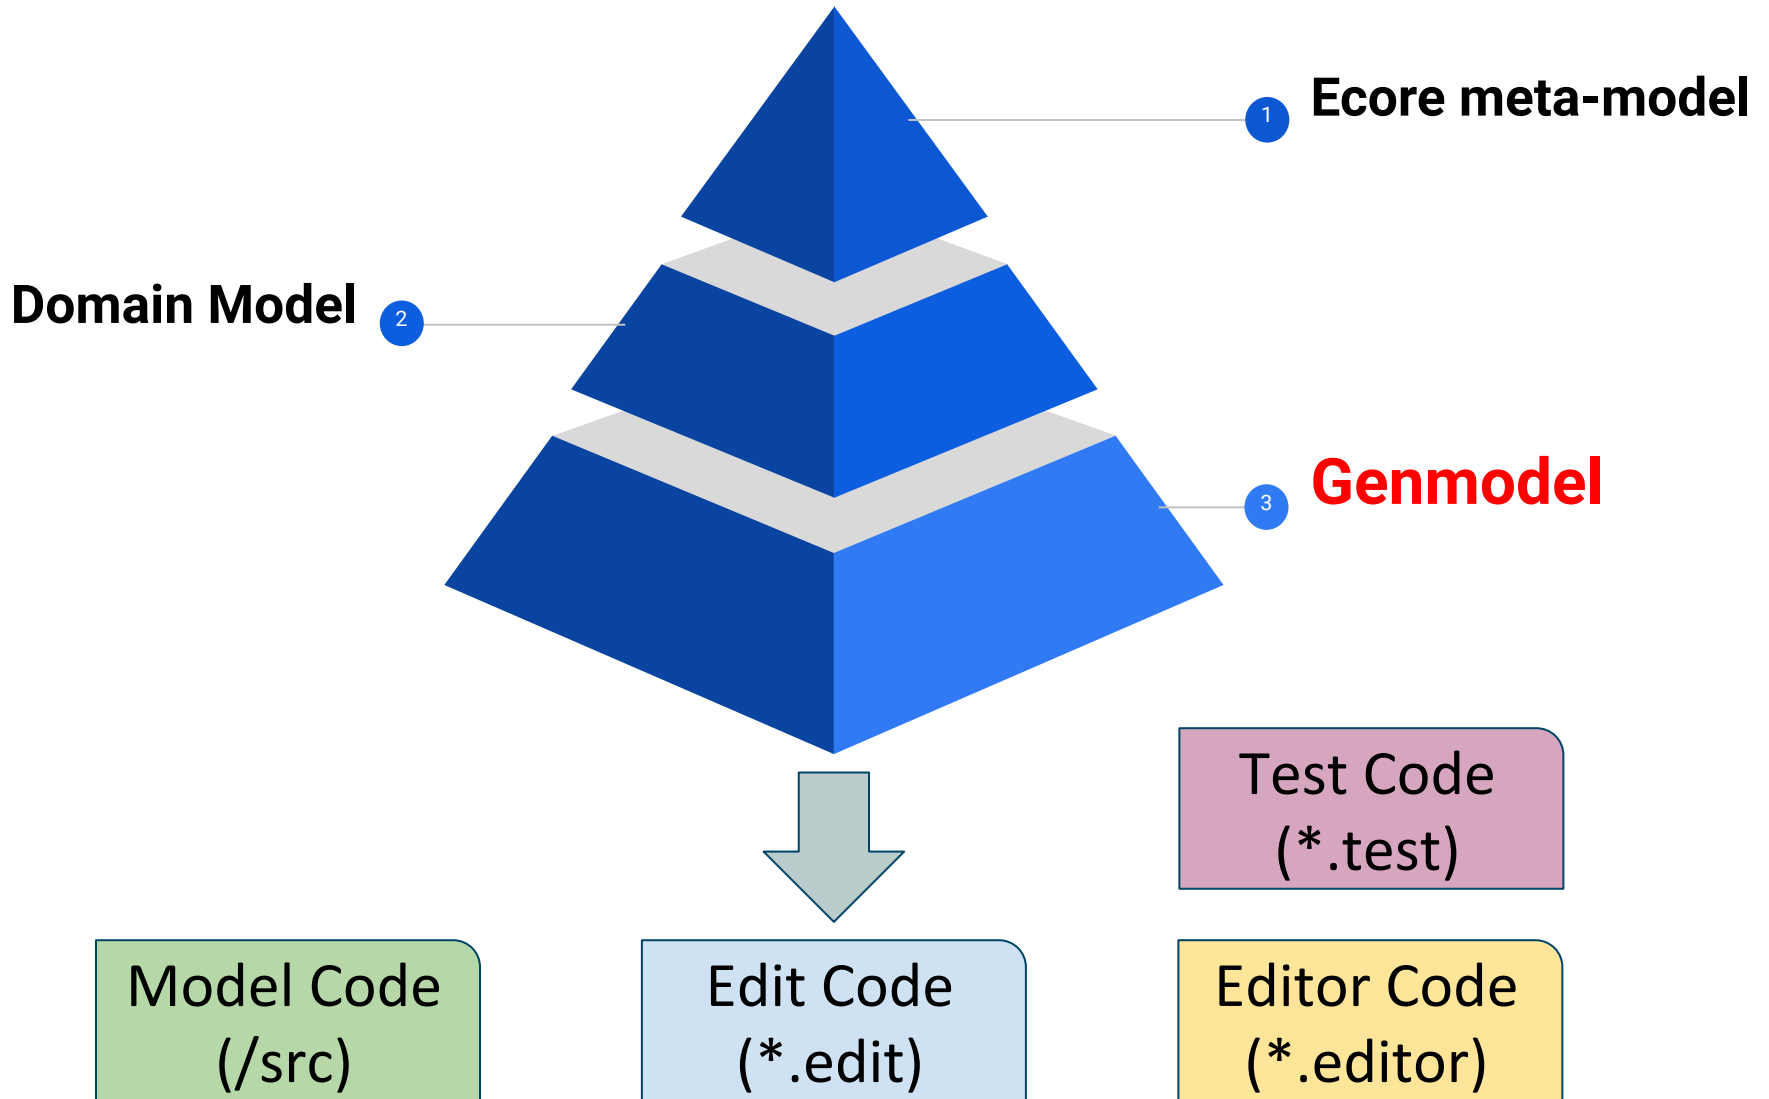 1
Ecore meta-model
Domain Model
2
Genmodel
3
Test Code
(*.test)
Model Code
(/src)
Edit Code
(*.edit)
Editor Code
(*.editor)